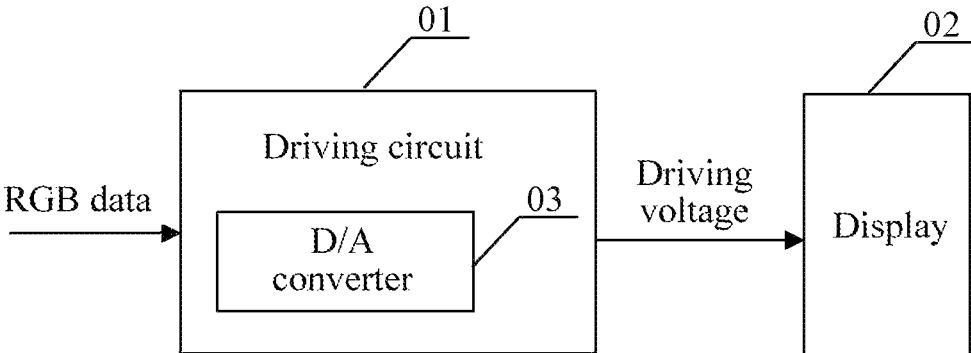 01
02
Driving circuit
RGB data
03
D/A
converter
Driving
voltage
Display